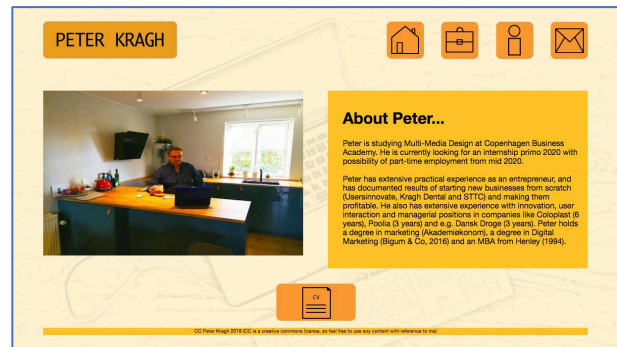 PETER KRAGH
About Peter...
Peter is studying Multi-Media Design at Copenhagen Business
Academy. He is currently looking for an internship primo 2020 with
possibility of part-time employment from mid 2020.
Peter has extensive practical experience as an entrepreneur, and
has documented results of starting new businesses from scratch
(Usersinnovate, Kragh Dental and STTC) and making them
profitable. He also has extensive experience with innovation, user
interaction and managerial positions in companies like Coloplast (6
years), Poolia (3 years) and e.g. Dansk Droge (3 years). Peter holds
a degree in marketing (Akademiøkonom), a degree in Digital
Marketing (Bigum & Co, 2016) and an MBA from Henley (1994).
CV
CC Peter Kragh 2018 (CC is a creative commons license, so feel free to use any content with reference to me)